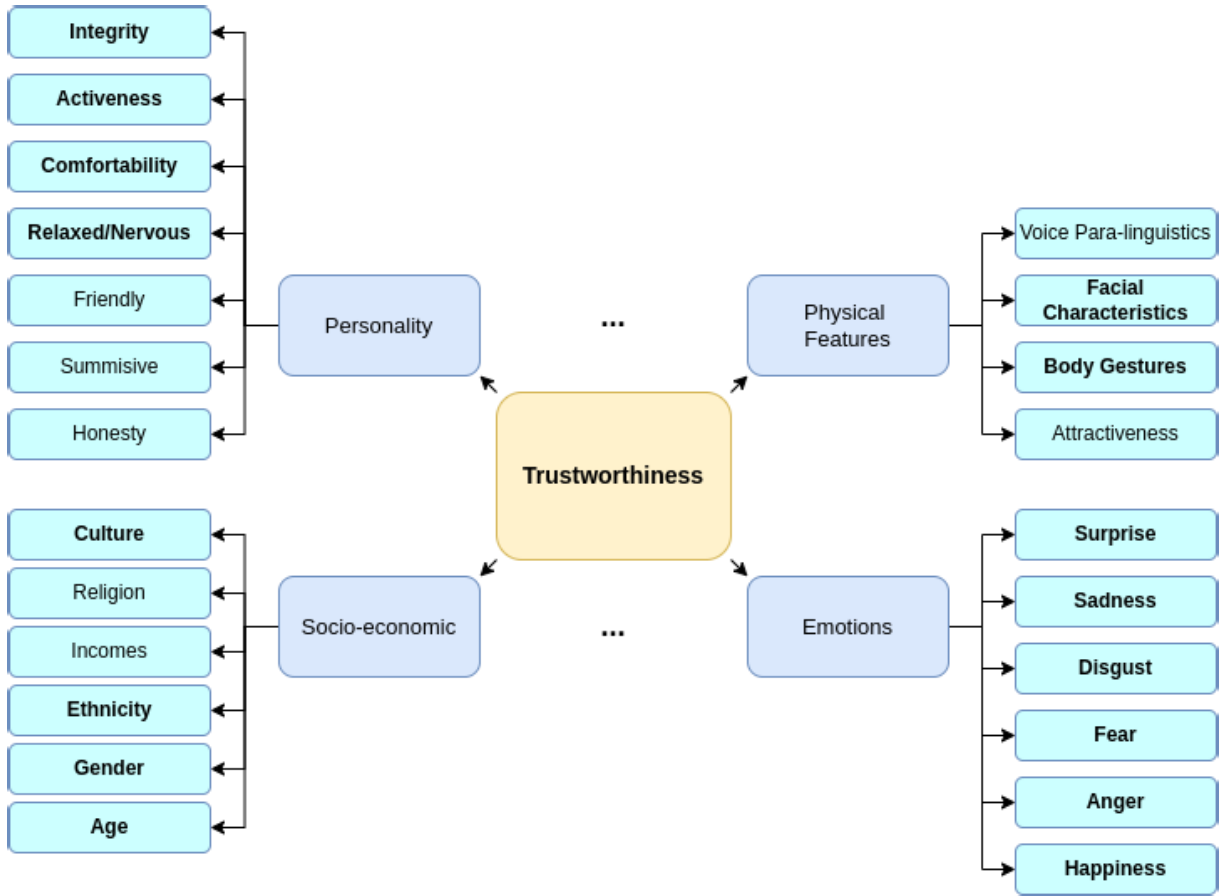 Integrity
Activeness
Comfortability
Relaxed/Nervous
Friendly
Summisive
Honesty
Personality
...
Physical
Features
Voice Para-linguistics
Facial
Characteristics
Body Gestures
Attractiveness
Trustworthiness
Culture
Religion
Incomes
Ethnicity
Gender
Age
Socio-economic
...
Emotions
Surprise
Sadness
Disgust
Fear
Anger
Happiness